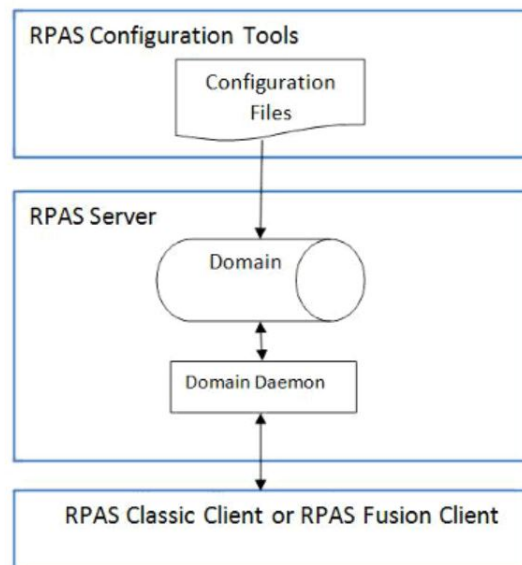 RPAS Configuration Tools
Configuration
Files
RPAS Server
Domain
Domain Daemon
RPAS Classic Client or RPAS Fusion Client